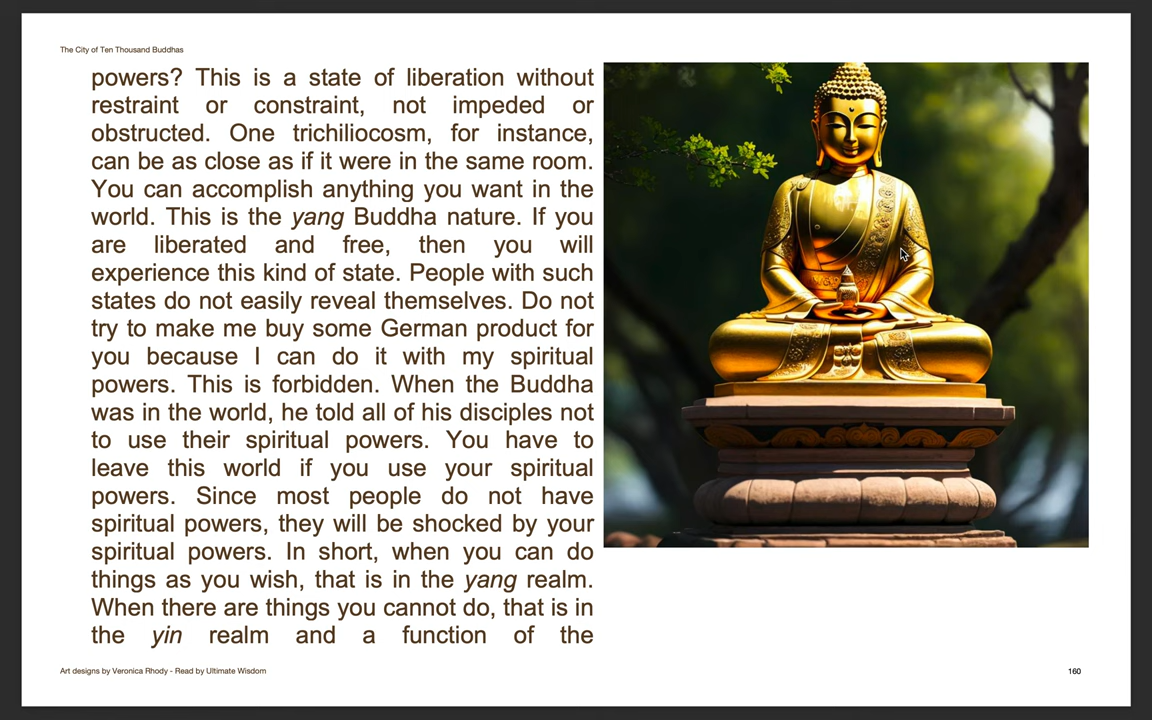 The City of Ten Thousand Buddhas
powers? This is a state of liberation without
restraint or constraint, not impeded or
obstructed. One trichiliocosm, for instance,
can be as close as if it were in the same room.
You can accomplish anything you want in the
world. This is the yang Buddha nature. If you
are liberated and free, then you will
experience this kind of state. People with such
states do not easily reveal themselves. Do not
try to make me buy some German product for
you because I can do it with my spiritual
powers. This is forbidden. When the Buddha
was in the world, he told all of his disciples not
to use their spiritual powers. You have to
leave this world if you use your spiritual
powers. Since most people do not have
spiritual powers, they will be shocked by your
spiritual powers. In short, when you can do
things as you wish, that is in the yang realm.
When there are things you cannot do, that is in
the yin realm and a function of the
Art designs by Veronica Rhody - Read by Ultimate Wisdom
160